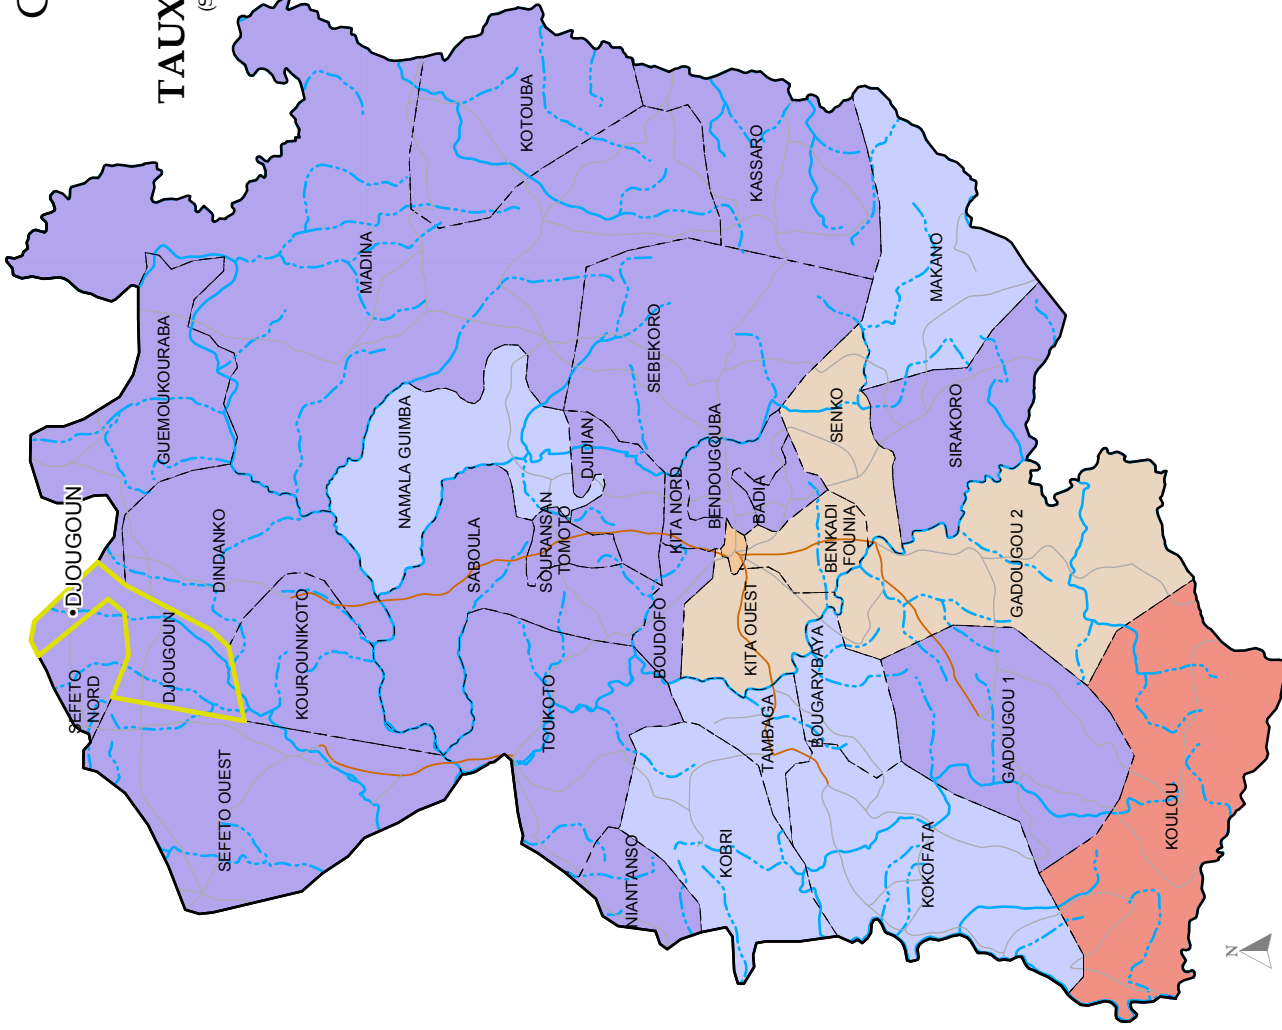 C
TAUX
(S
KOTOUBA
KASSARO
MADINA
MAKANO
GUEMOUKOURABA
SEBEKORO
NAMALA GUIMBA
SENKO
SIRAKORO
DJIDIAN
BENDOUGOUBA
KITA NORD
BADIA
•DJOUGOUN
DINDANKO
SABOULA
SOURANSAN
TOMOTO
BENKADI
FOUNIA
GADOUGOU 2
DJOUGOUN
KOUROUNIKOTO
BOUDOFO
KITA OUEST
BOUGARYBAYA
SEFETO
NORD
TOUKOTO
TAMBAGA
GADOUGOU 1
SEFETO OUEST
NIANTANSO
KOBRI
KOKOFATA
KOULOU
N